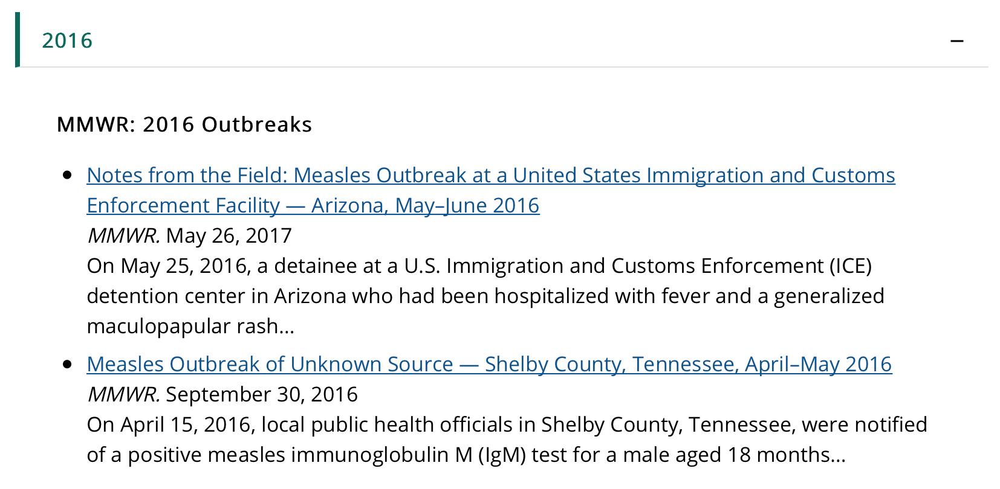 2016
MMWR: 2016 Outbreaks
Notes from the Field: Measles Outbreak at a United States Immigration and Customs
Enforcement Facility — Arizona, May–June 2016
MMWR. May 26, 2017
On May 25, 2016, a detainee at a U.S. Immigration and Customs Enforcement (ICE)
detention center in Arizona who had been hospitalized with fever and a generalized
maculopapular rash...
Measles Outbreak of Unknown Source — Shelby County, Tennessee, April–May 2016
MMWR. September 30, 2016
On April 15, 2016, local public health officials in Shelby County, Tennessee, were notified
of a positive measles immunoglobulin M (IgM) test for a male aged 18 months...